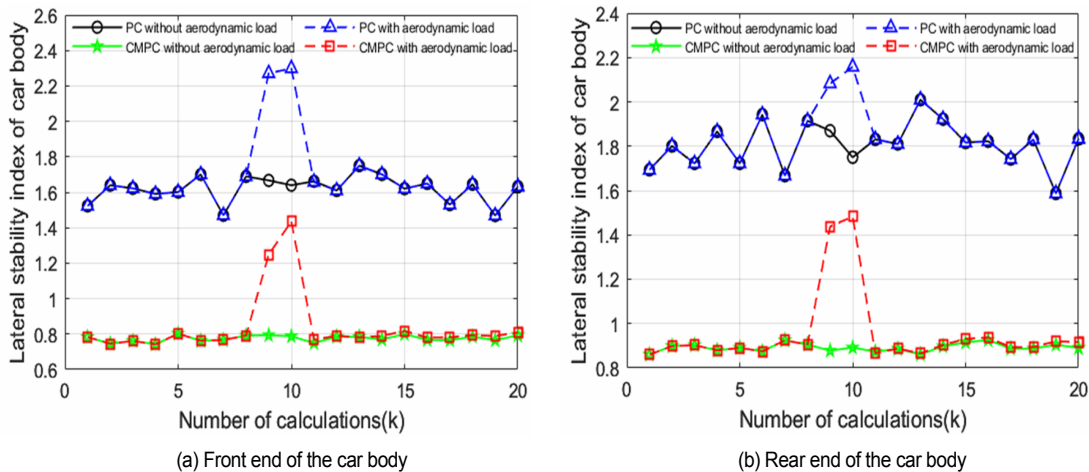 PC without aerodynamic load
PC with aerodynamic load
CMPC without aerodynamic load
CMPC with aerodynamic load
Lateral stability index of car body
2.6
2.4
2.2
2
1.8
1.6
1.4
1.2
1
0.8
0.6
0
5
10
15
20
Number of calculations(k)
(a) Front end of the car body
PC without aerodynamic load
PC with aerodynamic load
CMPC without aerodynamic load
CMPC with aerodynamic load
Lateral stability index of car body
2.4
2.2
2
1.8
1.6
1.4
1.2
1
0.8
0
5
10
15
20
Number of calculations(k)
(b) Rear end of the car body